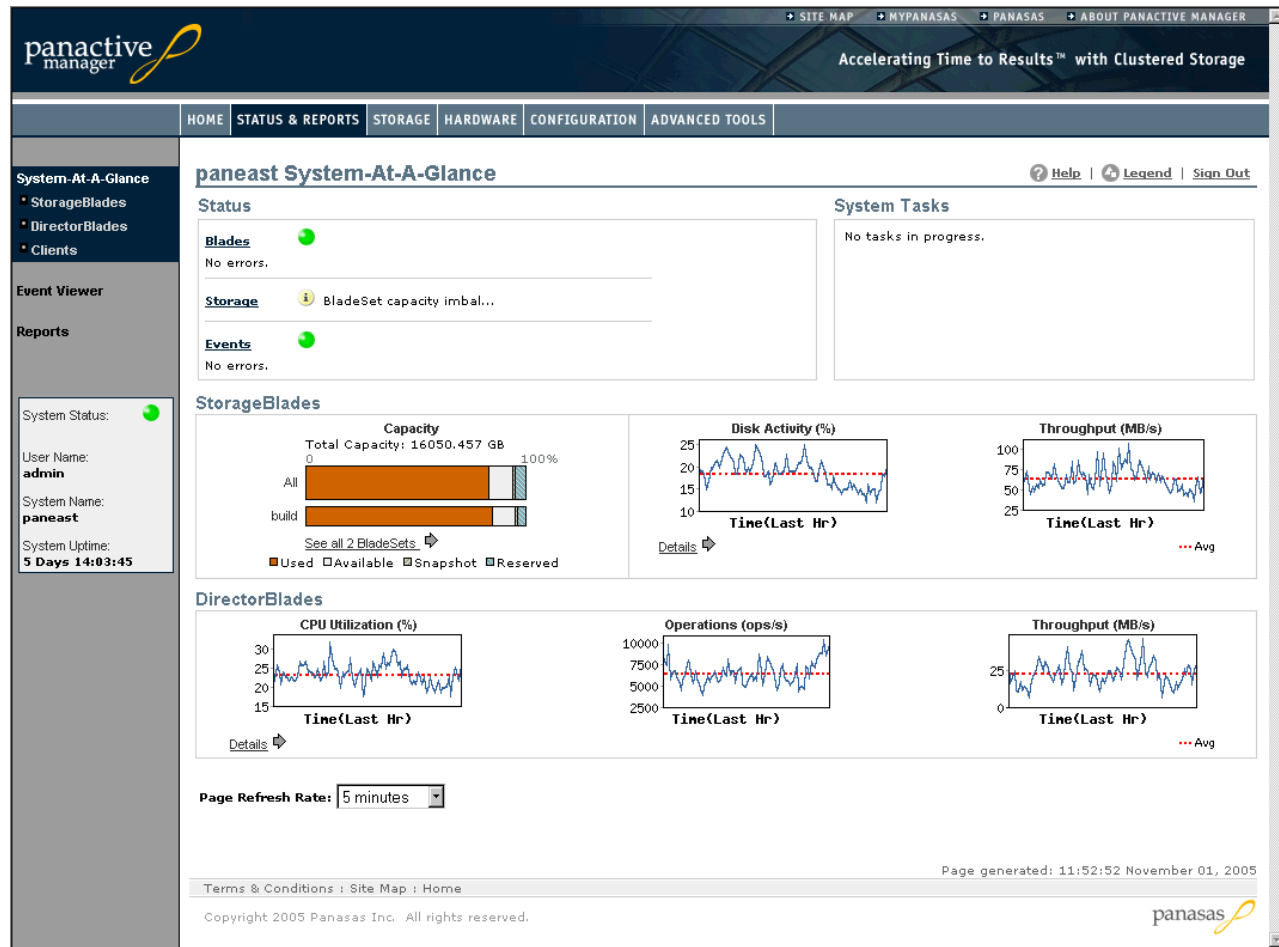 SITE MAP MYPANASAS PANASAS ABOUT PANACTIVE MANAGER
panactive
manager
Accelerating Time to Results™ with Clustered Storage
HOME STATUS & REPORTS STORAGE HARDWARE CONFIGURATION ADVANCED TOOLS
System-At-A-Glance
StorageBlades
DirectorBlades
Clients
Event Viewer
Reports
System Status:
User Name:
admin
System Name:
paneast
System Uptime:
5 Days 14:03:45
paneast System-At-A-Glance
Help | Legend | Sign Out
Status
Blades
No errors.
Storage i BladeSet capacity imbal...
Events
No errors.
System Tasks
No tasks in progress.
StorageBlades
Capacity
Total Capacity: 16050.457 GB
0 100%
All
build
See all 2 BladeSets
Used Available Snapshot Reserved
Disk Activity (%)
25
20
15
10
Time(Last Hr)
Details
Throughput (MB/s)
100
75
50
25
Time(Last Hr)
Avg
DirectorBlades
CPU Utilization (%)
30
25
20
15
Time(Last Hr)
Details
Operations (ops/s)
10000
7500
5000
2500
Time(Last Hr)
Throughput (MB/s)
25
0
Time(Last Hr)
Avg
Page Refresh Rate: 5 minutes
Page generated: 11:52:52 November 01, 2005
Terms & Conditions : Site Map : Home
Copyright 2005 Panasas Inc. All rights reserved.
panasas